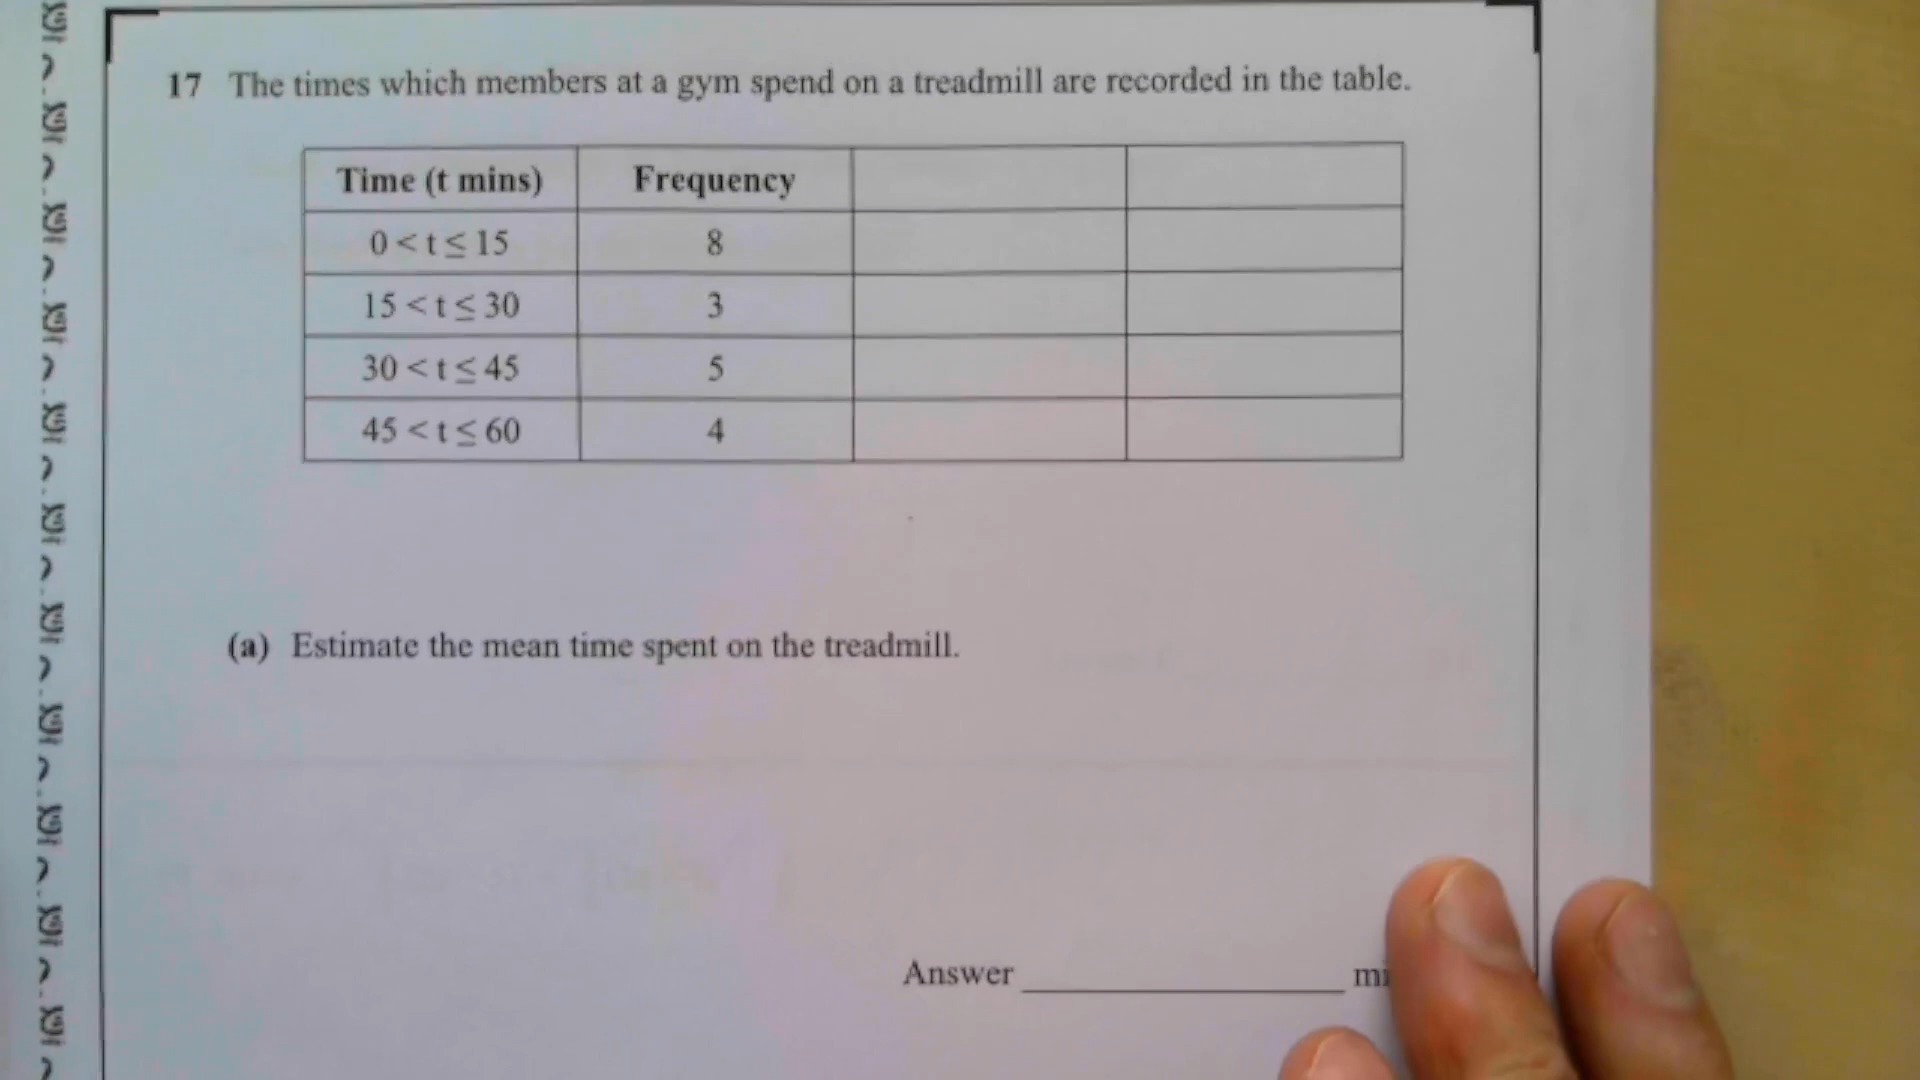 17 The times which members at a gym spend on a treadmill are recorded in the table.
Time (t mins) Frequency
0 < t ≤ 15 8
15 < t ≤ 30 3
30 < t ≤ 45 5
45 < t ≤ 60 4
(a) Estimate the mean time spent on the treadmill.
Answer